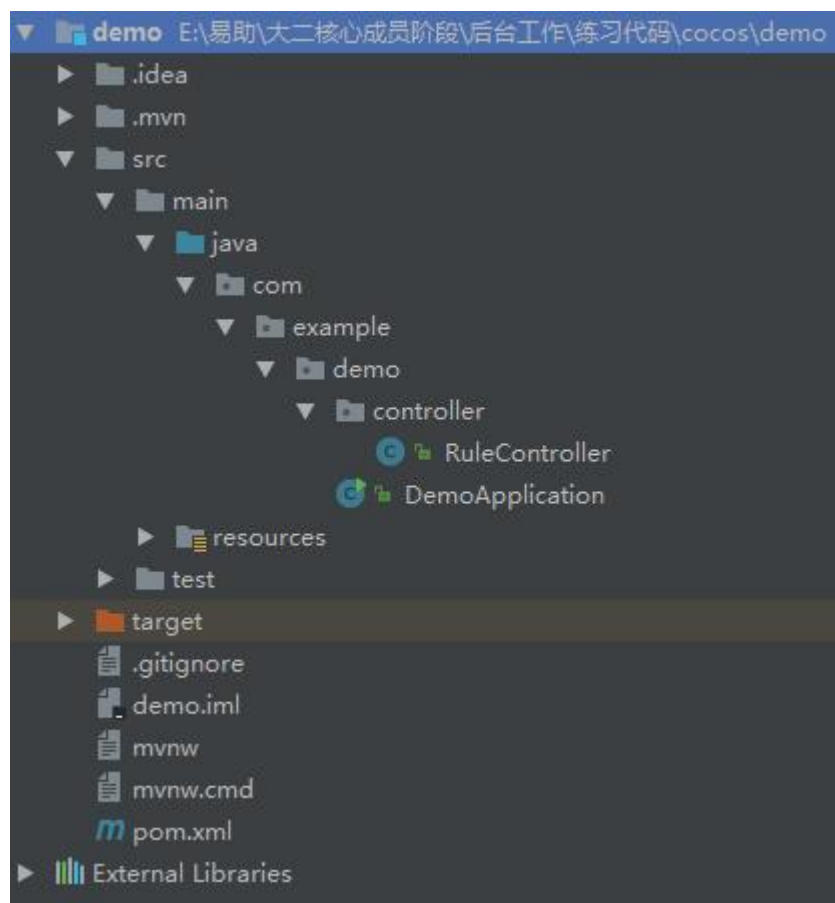 demo E:\易助\大二核心成员阶段\后台工作\练习代码\cocos\demo
.idea
.mvn
src
main
java
com
example
demo
controller
RuleController
DemoApplication
resources
test
target
.gitignore
demo.iml
mvnw
mvnw.cmd
pom.xml
External Libraries